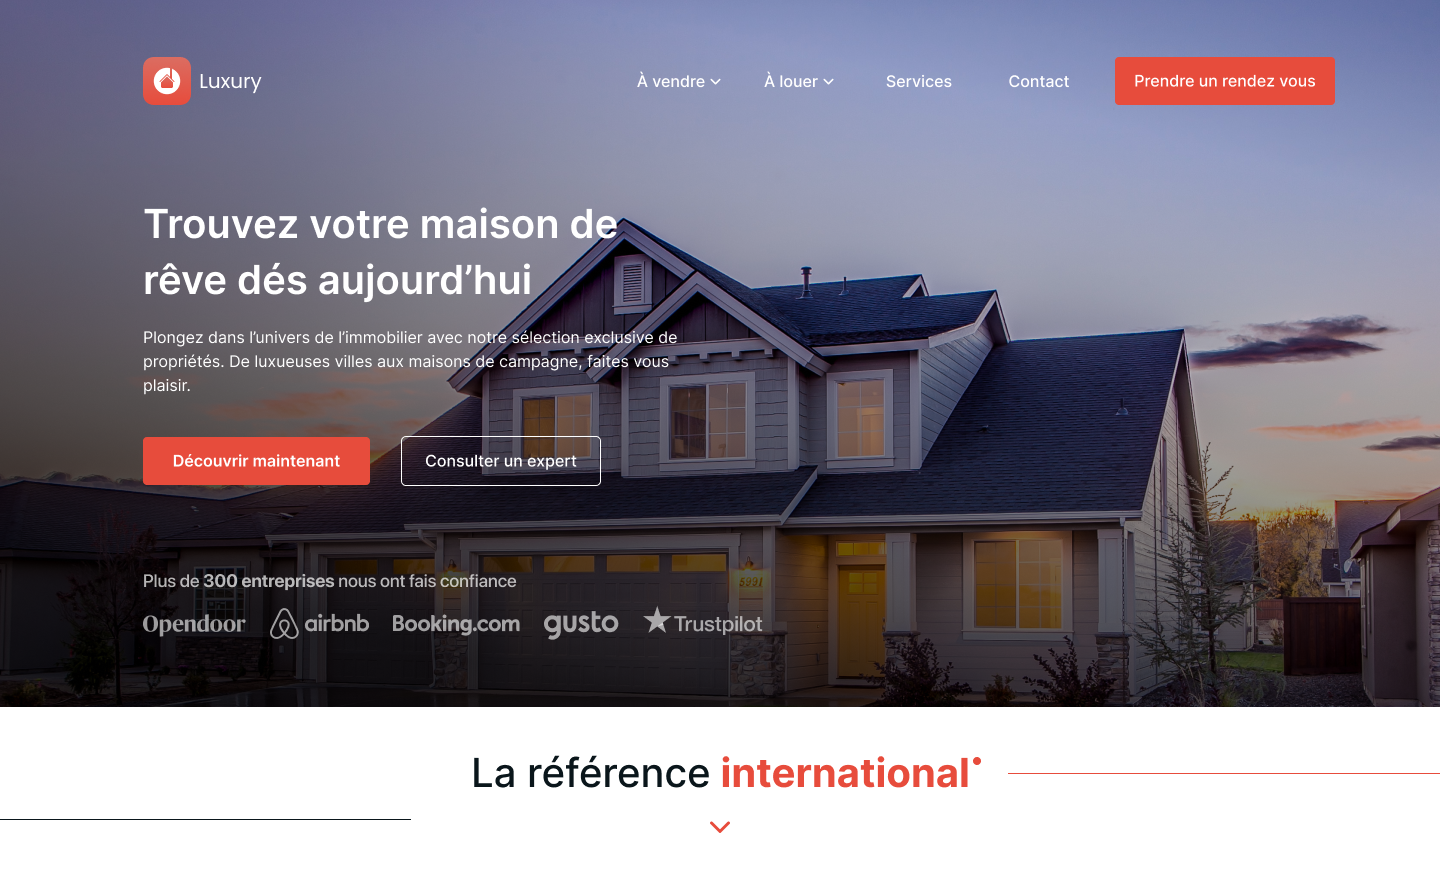 Luxury
À vendre
À louer
Services
Contact
Prendre un rendez vous
Trouvez votre maison de
rêve dés aujourd’hui
Plongez dans l’univers de l’immobilier avec notre sélection exclusive de
propriétés. De luxueuses villes aux maisons de campagne, faites vous
plaisir.
Découvrir maintenant
Consulter un expert
5991
Plus de 300 entreprises nous ont fais confiance
Opendoor
airbnb
Booking.com
gusto
Trustpilot
La référence international